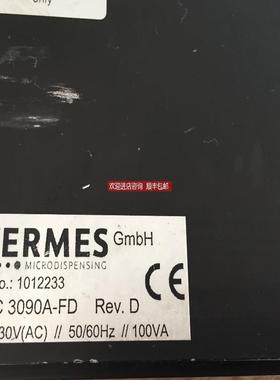 only
欢迎进店咨询 顺丰包邮
ERMES GmbH
MICRODISPENSING
o.: 1012233
C 3090A-FD Rev. D
30V(AC) // 50/60Hz // 100VA
CE